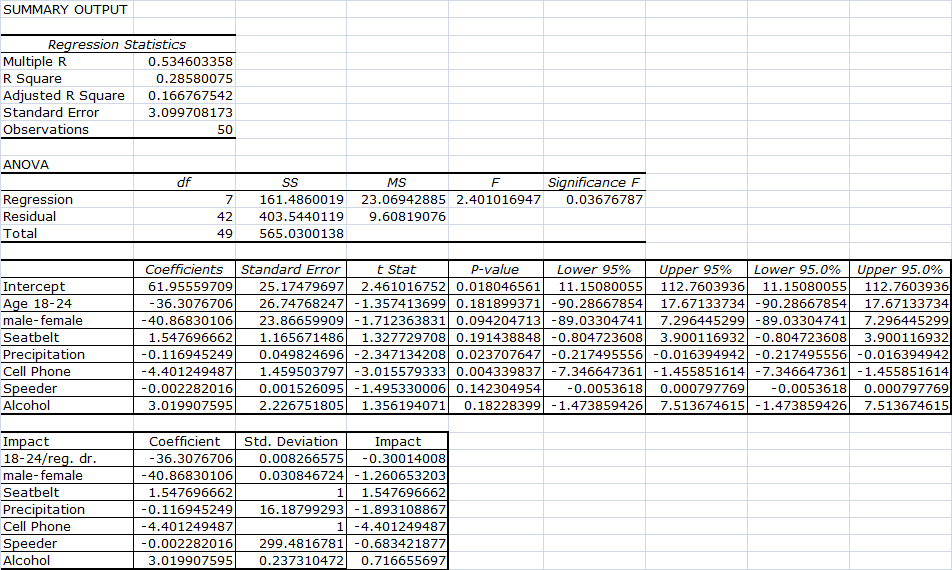 SUMMARY OUTPUT
Regression Statistics
Multiple R 0.534603358
R Square 0.28580075
Adjusted R Square 0.166767542
Standard Error 3.099708173
Observations 50
ANOVA
df SS MS F Significance F
Regression 7 161.4860019 23.06942885 2.401016947 0.03676787
Residual 42 403.5440119 9.60819076
Total 49 565.0300138
Coefficients Standard Error t Stat P-value Lower 95% Upper 95% Lower 95.0% Upper 95.0%
Intercept 61.95559709 25.17479697 2.461016752 0.018046561 11.15080055 112.7603936 11.15080055 112.7603936
Age 18-24 -36.3076706 26.74768247 -1.357413699 0.181899371 -90.28667854 17.67133734 -90.28667854 17.67133734
male-female -40.86830106 23.86659909 -1.712363831 0.094204713 -89.03304741 7.296445299 -89.03304741 7.296445299
Seatbelt 1.547696662 1.165671486 1.327729708 0.191438848 -0.804723608 3.900116932 -0.804723608 3.900116932
Precipitation -0.116945249 0.049824696 -2.347134208 0.023707647 -0.217495556 -0.016394942 -0.217495556 -0.016394942
Cell Phone -4.401249487 1.459503797 -3.015579333 0.004339837 -7.346647361 -1.455851614 -7.346647361 -1.455851614
Speeder -0.002282016 0.001526095 -1.495330006 0.142304954 -0.0053618 0.000797769 -0.0053618 0.000797769
Alcohol 3.019907595 2.226751805 1.356194071 0.18228399 -1.473859426 7.513674615 -1.473859426 7.513674615
Impact Coefficient Std. Deviation Impact
18-24/reg. dr. -36.3076706 0.008266575 -0.30014008
male-female -40.86830106 0.030846724 -1.260653203
Seatbelt 1.547696662 1 1.547696662
Precipitation -0.116945249 16.18799293 -1.893108867
Cell Phone -4.401249487 1 -4.401249487
Speeder -0.002282016 299.4816781 -0.683421877
Alcohol 3.019907595 0.237310472 0.716655697